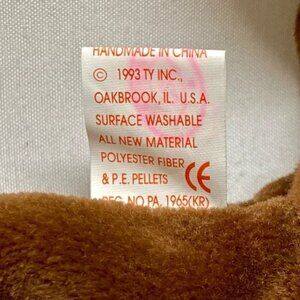 HANDMADE IN CHINA
© 1993 TY INC.,
OAKBROOK, IL. U.S.A.
SURFACE WASHABLE
ALL NEW MATERIAL
POLYESTER FIBER
& P.E. PELLETS CE
REG. NO PA. 1965(KR)